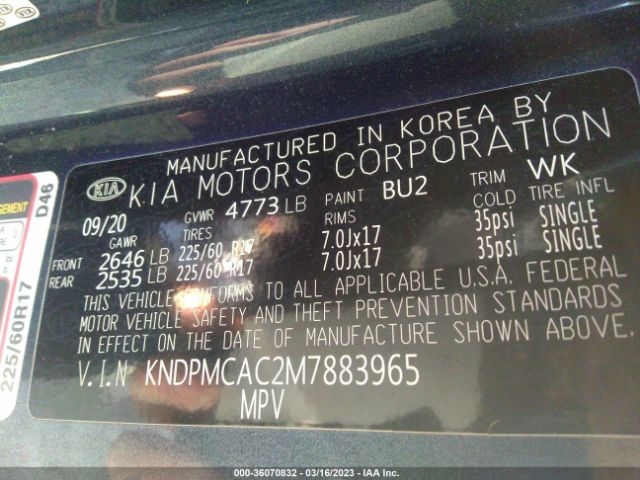 MANUFACTURED IN KOREA BY
KIA KIA MOTORS CORPORATION
09/20 GVWR 4773 LB PAINT BU2 TRIM WK
GAWR TIRES RIMS COLD TIRE INFL
FRONT 2646 LB 225/60 R17 7.0Jx17 35psi SINGLE
REAR 2535 LB 225/60 R17 7.0Jx17 35psi SINGLE
THIS VEHICLE CONFORMS TO ALL APPLICABLE U.S.A. FEDERAL
MOTOR VEHICLE SAFETY AND THEFT PREVENTION STANDARDS
IN EFFECT ON THE DATE OF MANUFACTURE SHOWN ABOVE.
V.I.N KNDPMCAC2M7883965
MPV
D46
225/60R17
000-36070832 - 03/16/2023 - IAA Inc.